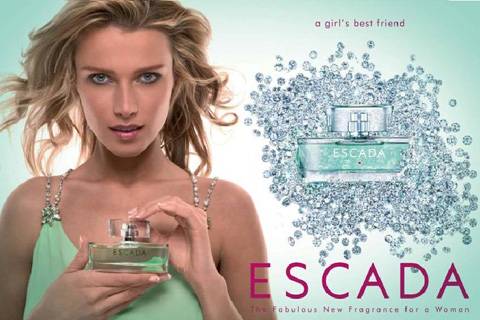 a girl's best friend
ESCADA
ESCADA
ESCADA
The Fabulous New Fragrance for a Woman